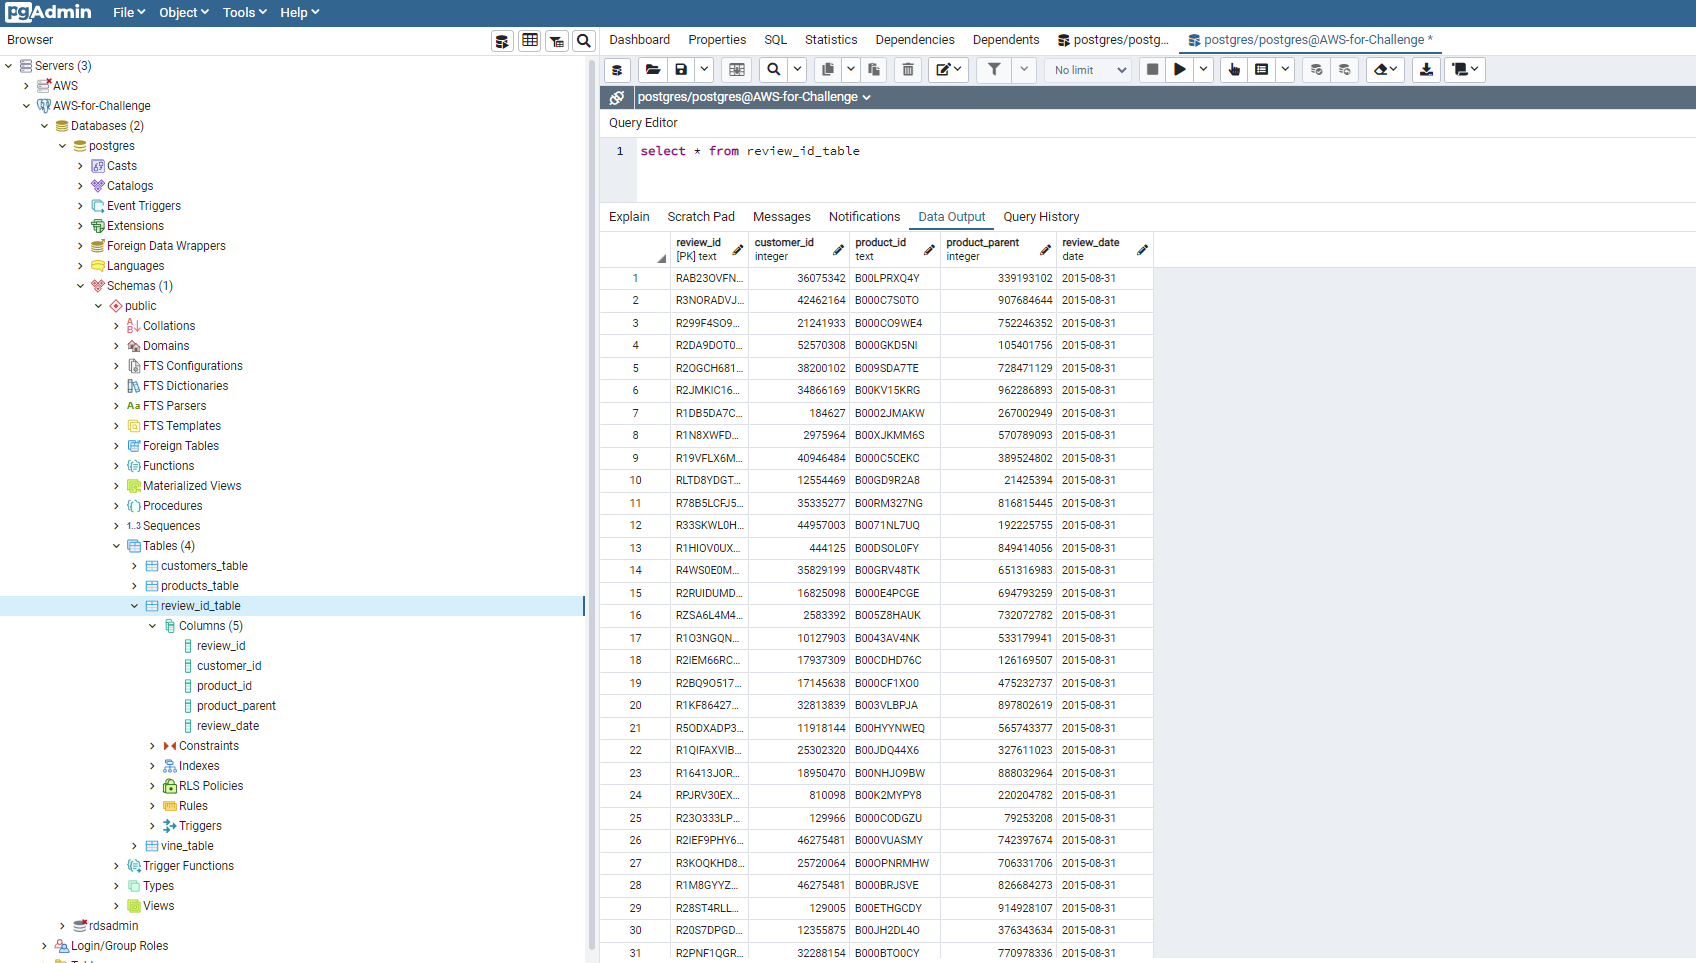 pgAdmin File Object Tools Help
Browser
Servers (3)
AWS
AWS-for-Challenge
Databases (2)
postgres
Casts
Catalogs
Event Triggers
Extensions
Foreign Data Wrappers
Languages
Schemas (1)
public
Collations
Domains
FTS Configurations
FTS Dictionaries
Aa FTS Parsers
FTS Templates
Foreign Tables
Functions
Materialized Views
Procedures
1..3 Sequences
Tables (4)
customers_table
products_table
review_id_table
Columns (5)
review_id
customer_id
product_id
product_parent
review_date
Constraints
Indexes
RLS Policies
Rules
Triggers
vine_table
Trigger Functions
Types
Views
rdsadmin
Login/Group Roles
Dashboard Properties SQL Statistics Dependencies Dependents postgres/postg... postgres/postgres@AWS-for-Challenge *
No limit
postgres/postgres@AWS-for-Challenge
Query Editor
1 select * from review_id_table
Explain Scratch Pad Messages Notifications Data Output Query History
review_id customer_id product_id product_parent review_date
[PK] text integer text integer date
1 RAB23OVFN... 36075342 B00LPRXQ4Y 339193102 2015-08-31
2 R3NORADVJ... 42462164 B000C7S0TO 907684644 2015-08-31
3 R299F4SO9... 21241933 B000CO9WE4 752246352 2015-08-31
4 R2DA9DOT0... 52570308 B000GKD5NI 105401756 2015-08-31
5 R2OGCH681... 38200102 B009SDA7TE 728471129 2015-08-31
6 R2JMKIC16... 34866169 B00KV15KRG 962286893 2015-08-31
7 R1DB5DA7C... 184627 B0002JMAKW 267002949 2015-08-31
8 R1N8XWFD... 2975964 B00XJKMM6S 570789093 2015-08-31
9 R19VFLX6M... 40946484 B000C5CEKC 389524802 2015-08-31
10 RLTD8YDGT... 12554469 B00GD9R2A8 21425394 2015-08-31
11 R78B5LCFJ5... 35335277 B00RM327NG 816815445 2015-08-31
12 R33SKWL0H... 44957003 B0071NL7UQ 192225755 2015-08-31
13 R1HIOV0UX... 444125 B00DSOL0FY 849414056 2015-08-31
14 R4WS0E0M... 35829199 B00GRV48TK 651316983 2015-08-31
15 R2RUIDUMD... 16825098 B000E4PCGE 694793259 2015-08-31
16 RZSA6L4M4... 2583392 B005Z8HAUK 732072782 2015-08-31
17 R1O3NGQN... 10127903 B0043AV4NK 533179941 2015-08-31
18 R2IEM66RC... 17937309 B00CDHD76C 126169507 2015-08-31
19 R2BQ9O517... 17145638 B000CF1XO0 475232737 2015-08-31
20 R1KF86427... 32813839 B003VLBPJA 897802619 2015-08-31
21 R5ODXADP3... 11918144 B00HYYNWEQ 565743377 2015-08-31
22 R1QIFAXVIB... 25302320 B00JDQ44X6 327611023 2015-08-31
23 R16413JOR... 18950470 B00NHJO9BW 888032964 2015-08-31
24 RPJRV30EX... 810098 B00K2MYPY8 220204782 2015-08-31
25 R23O333LP... 129966 B000CODGZU 79253208 2015-08-31
26 R2IEF9PHY6... 46275481 B000VUASMY 742397674 2015-08-31
27 R3KOQKHD8... 25720064 B00OPNRMHW 706331706 2015-08-31
28 R1M8GYYZ... 46275481 B000BRJSVE 826684273 2015-08-31
29 R28ST4RLL... 129005 B00ETHGCDY 914928107 2015-08-31
30 R20S7DPGD... 12355875 B00JH2DL4O 376343634 2015-08-31
31 R2PNF1QGR... 32288154 B000BTO0CY 770978336 2015-08-31